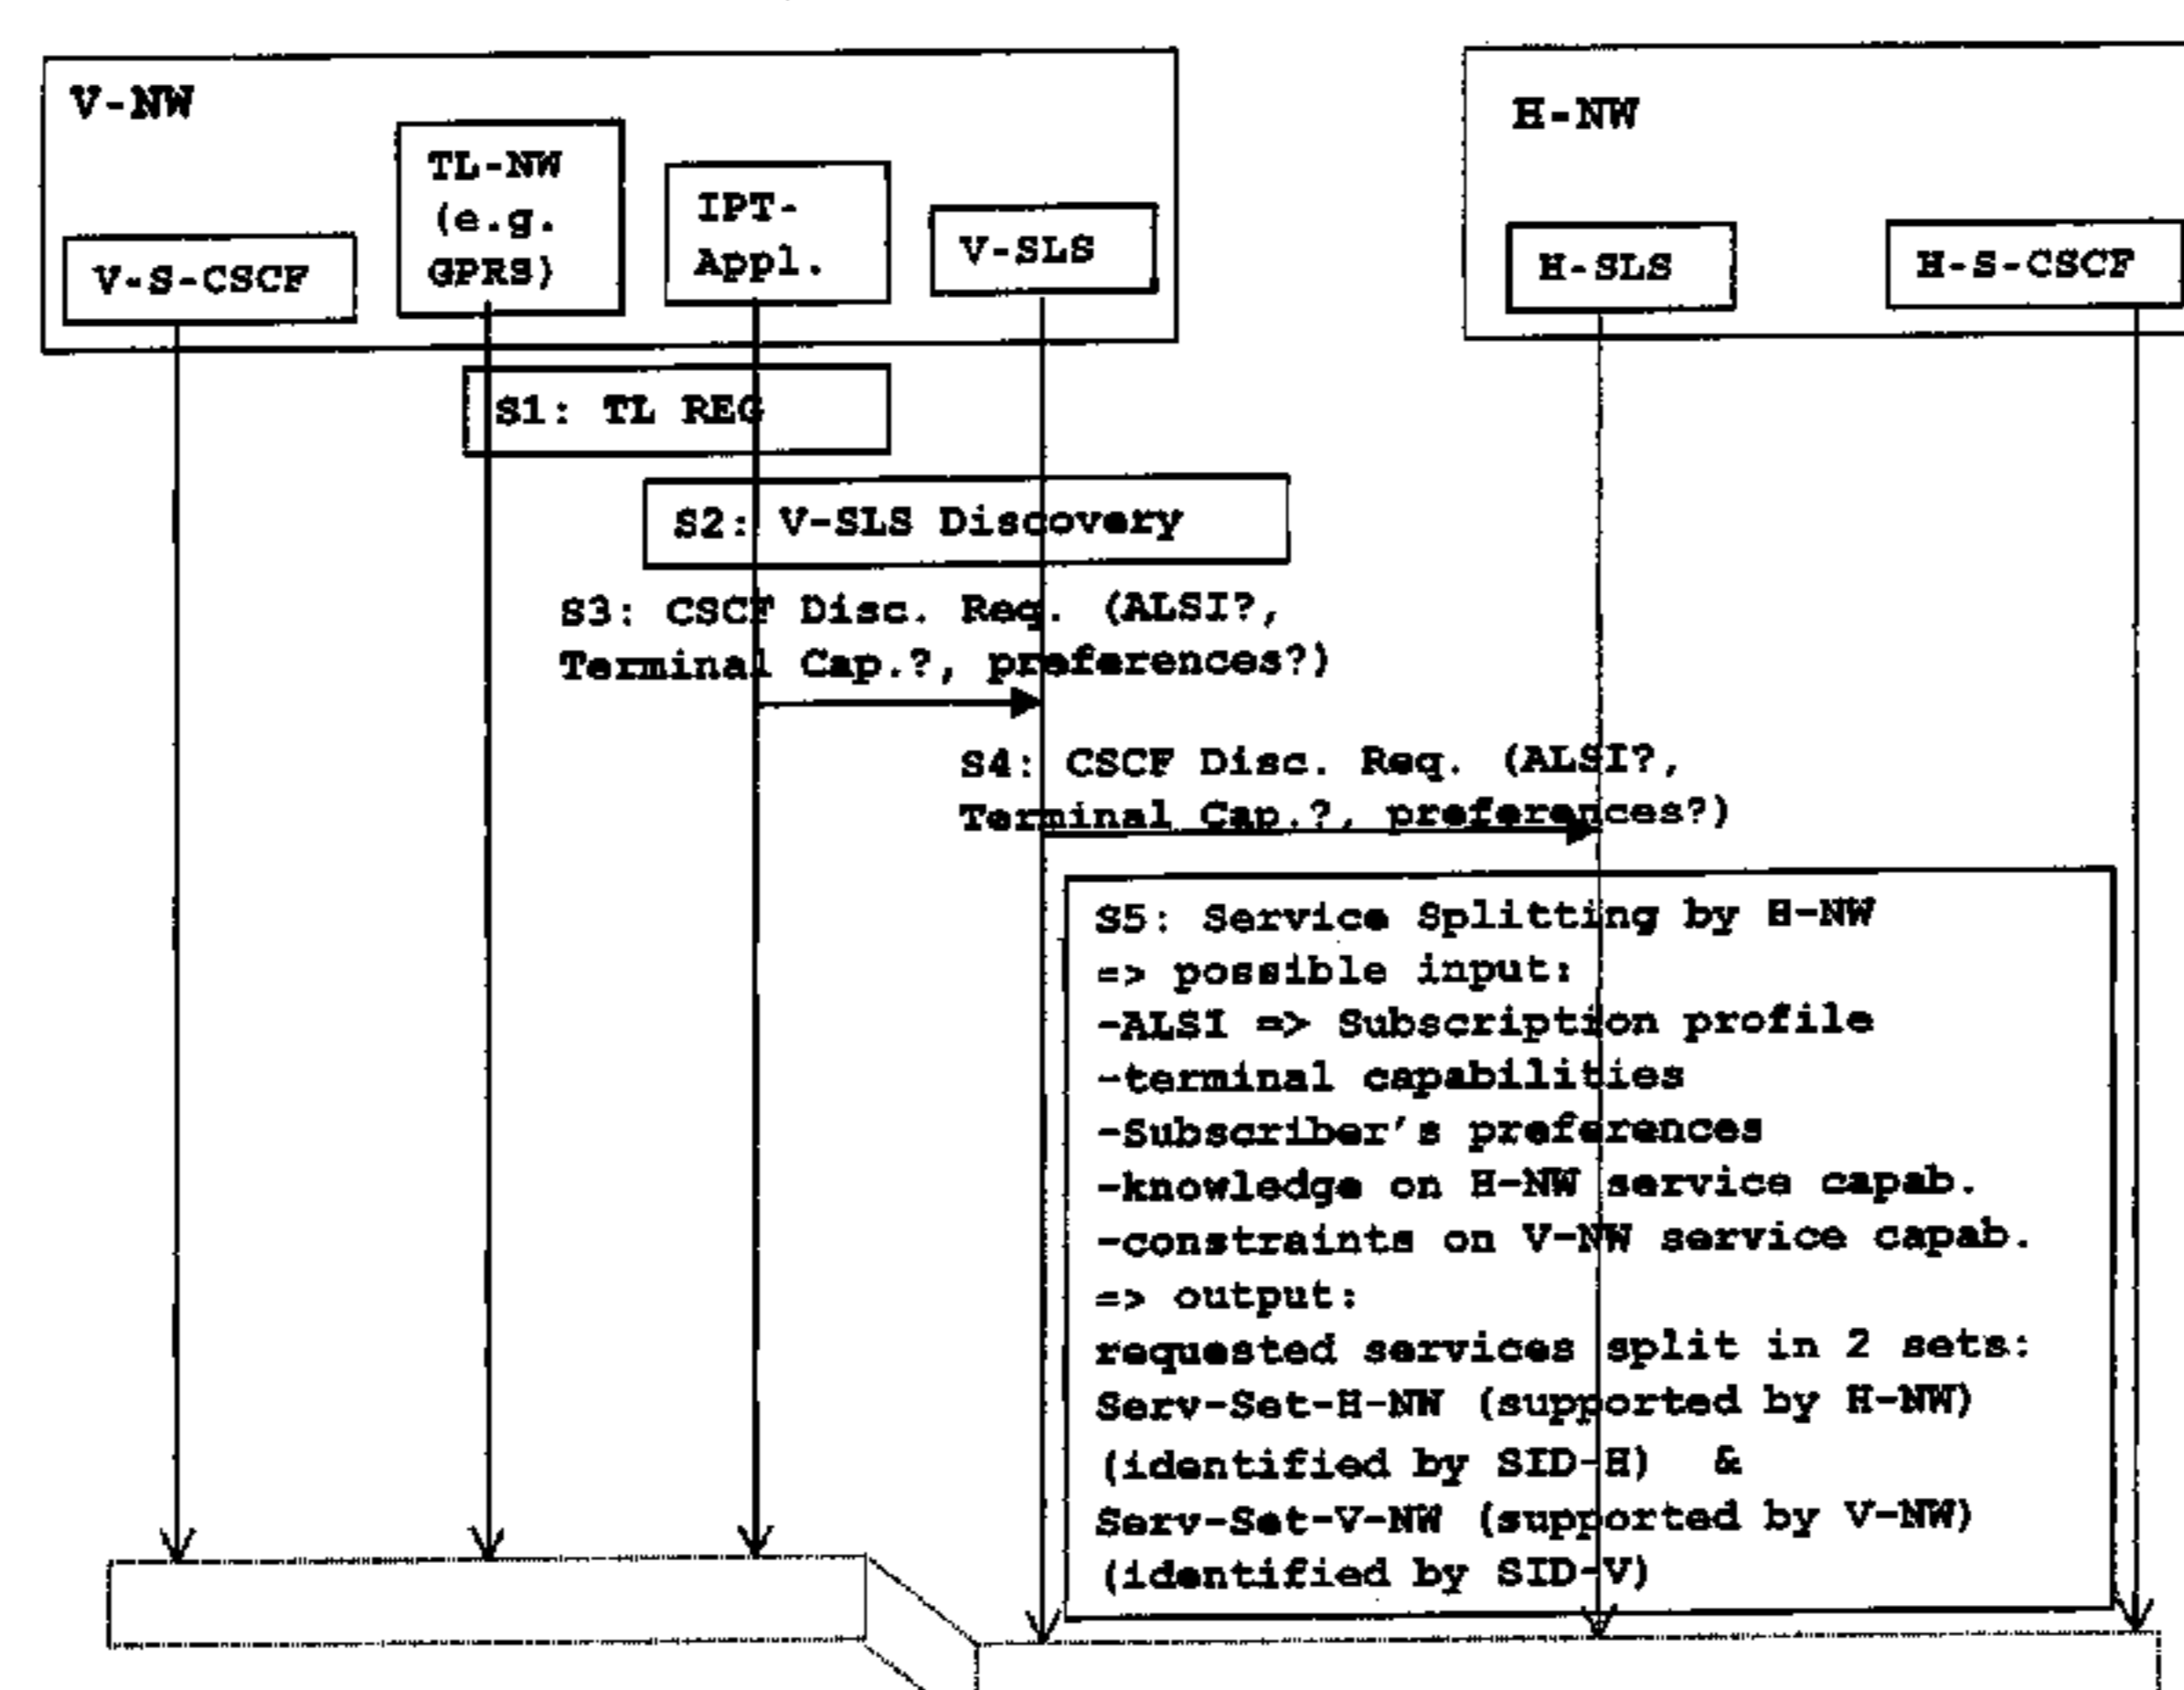 V-NW
TL-NW
(e.g.
GPRS)
IPT-
Appl.
V-SLS
V-S-CSCF
H-NW
H-SLS
H-S-CSCF
S1: TL REG
S2: V-SLS Discovery
S3: CSCF Disc. Req. (ALSI?,
Terminal Cap.?, preferences?)
S4: CSCF Disc. Req. (ALSI?,
Terminal Cap.?, preferences?)
S5: Service Splitting by H-NW
=> possible input:
-ALSI => Subscription profile
-terminal capabilities
-Subscriber's preferences
-knowledge on H-NW service capab.
-constraints on V-NW service capab.
=> output:
requested services split in 2 sets:
Serv-Set-H-NW (supported by H-NW)
(identified by SID-H) &
Serv-Set-V-NW (supported by V-NW)
(identified by SID-V)